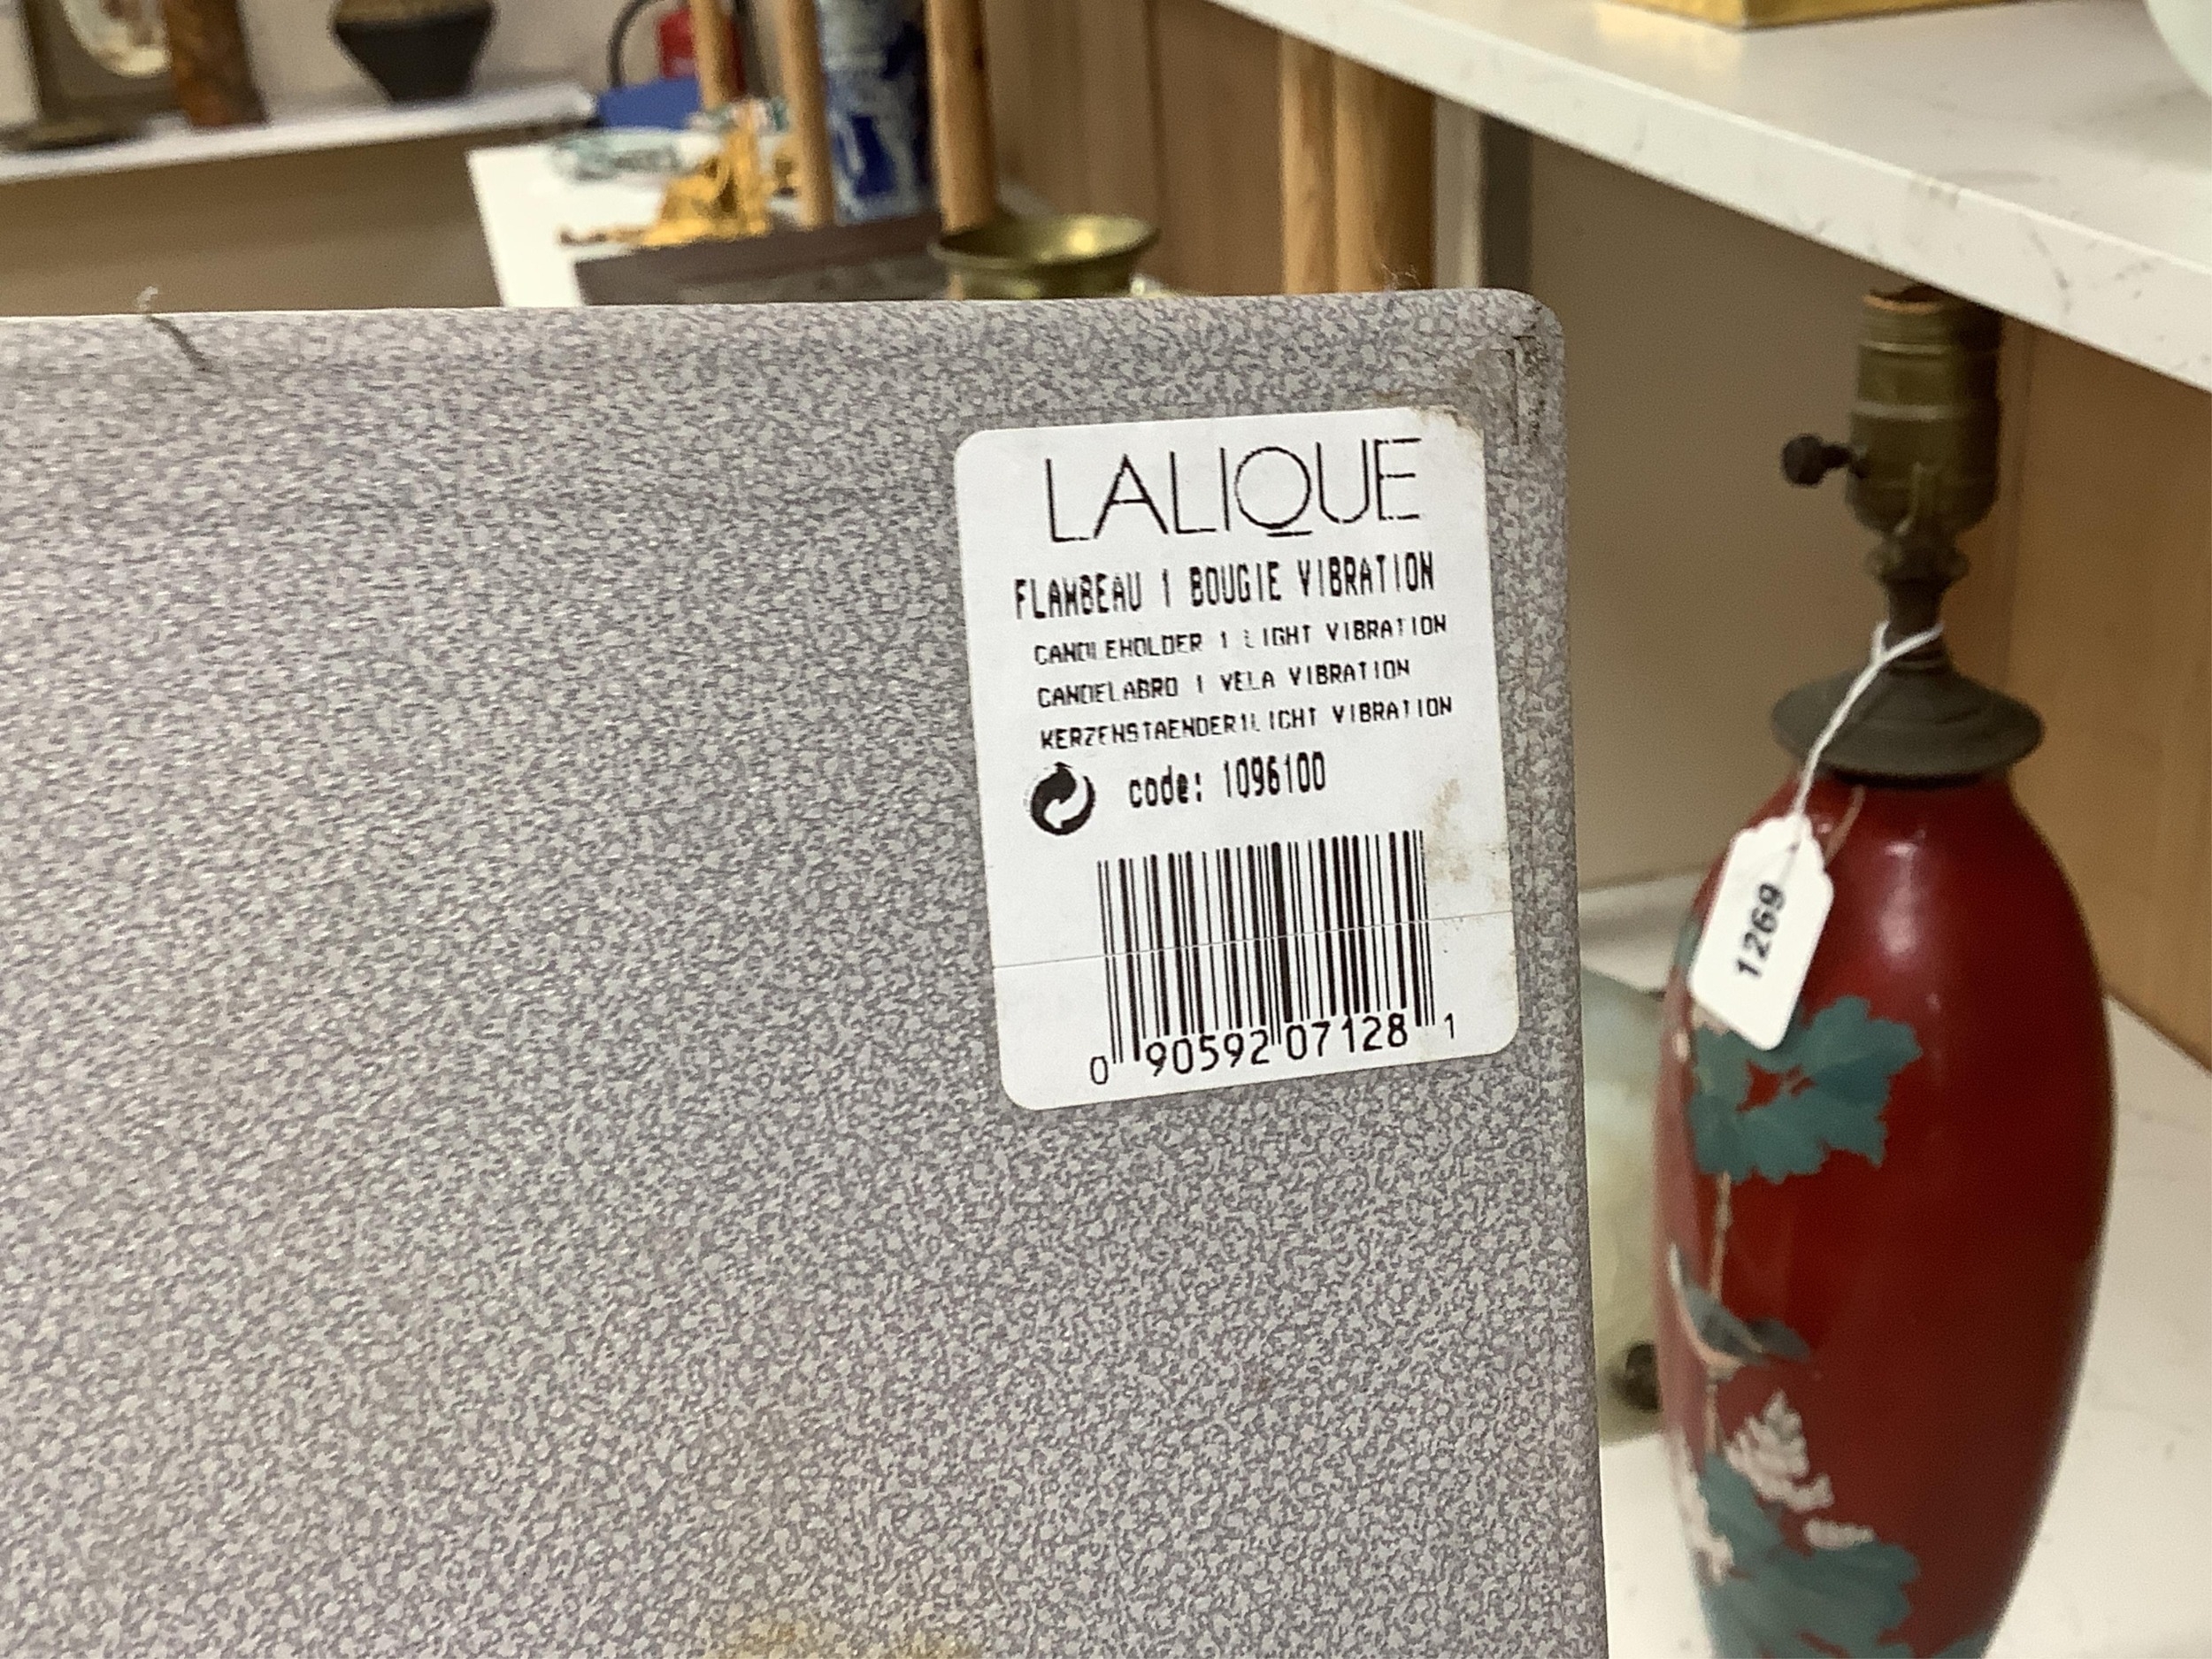 LALIQUE
FLAMBEAU 1 BOUGIE VIBRATION
CANDLEHOLDER 1 LIGHT VIBRATION
CANDELABRO 1 VELA VIBRATION
KERZENSTAENDER1LICHT VIBRATION
code: 1096100
0 90592 07128 1
1269